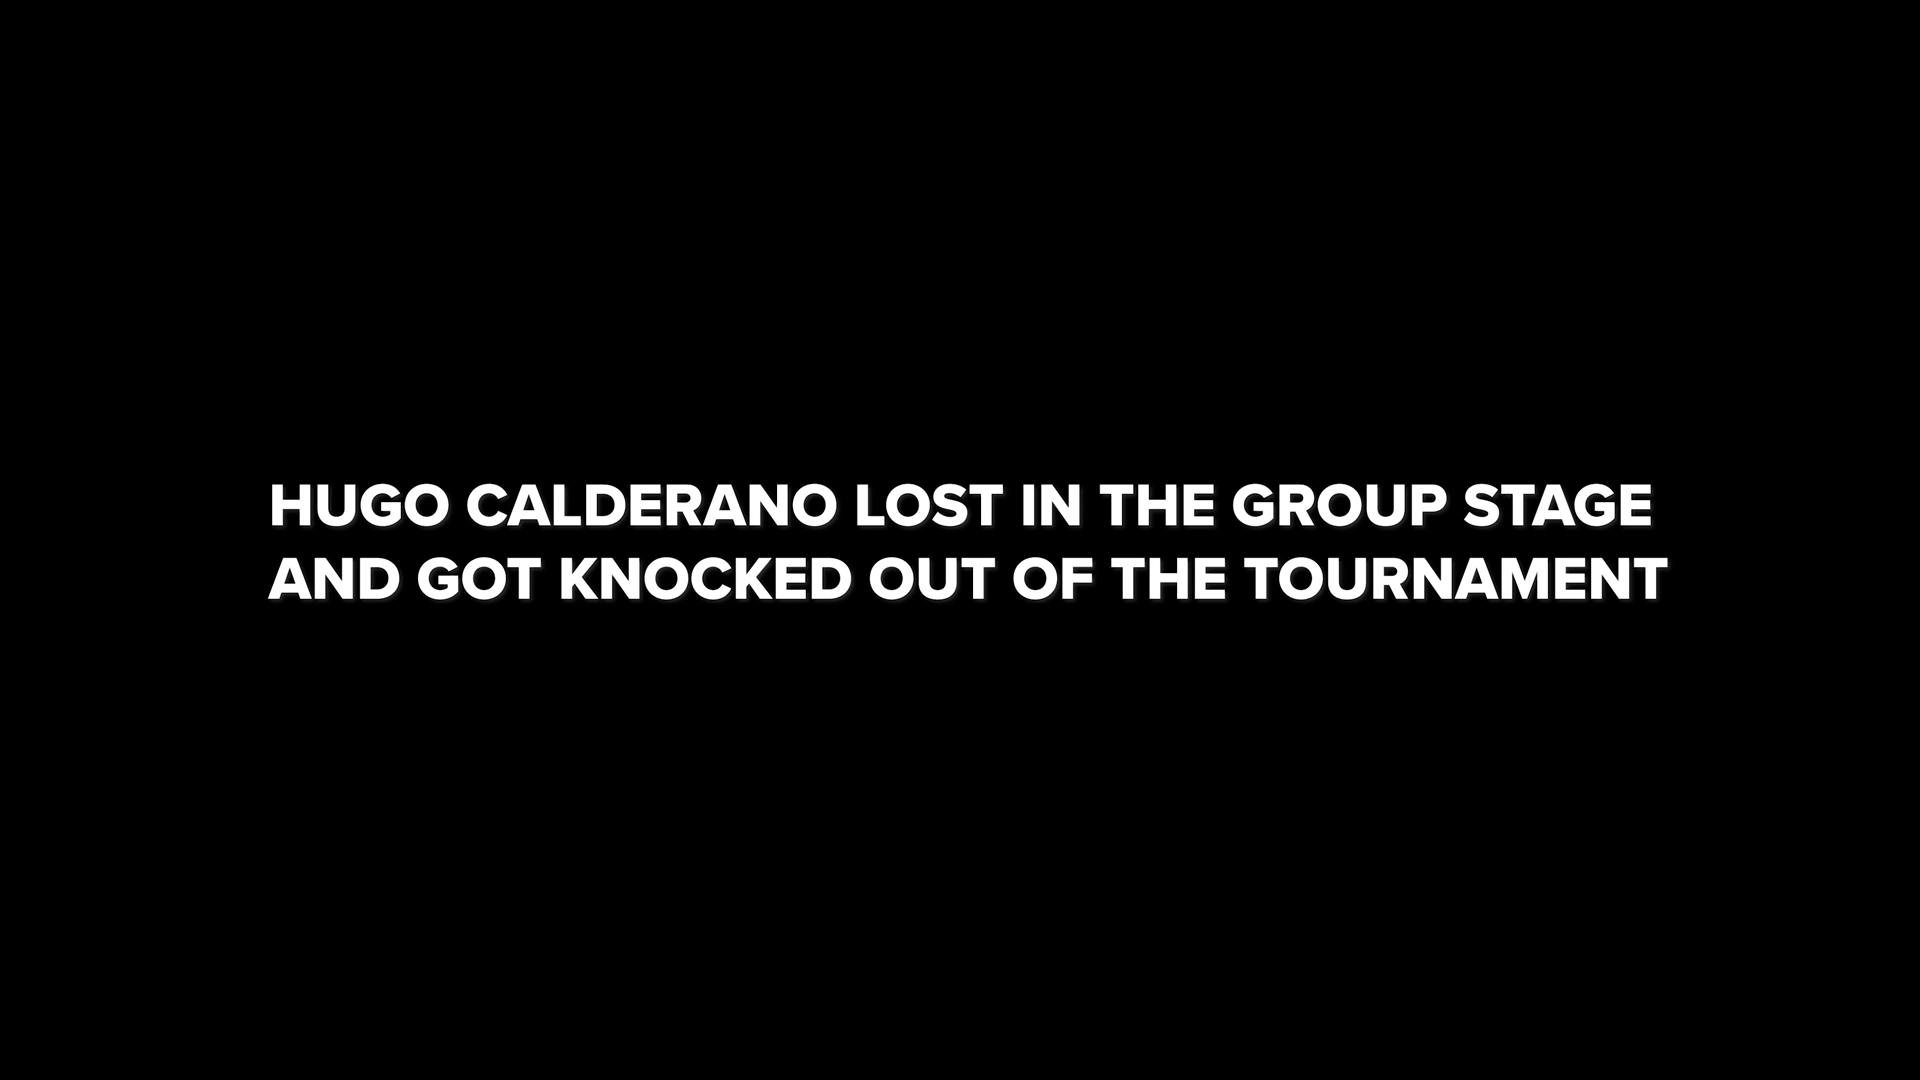 HUGO CALDERANO LOST IN THE GROUP STAGE
AND GOT KNOCKED OUT OF THE TOURNAMENT